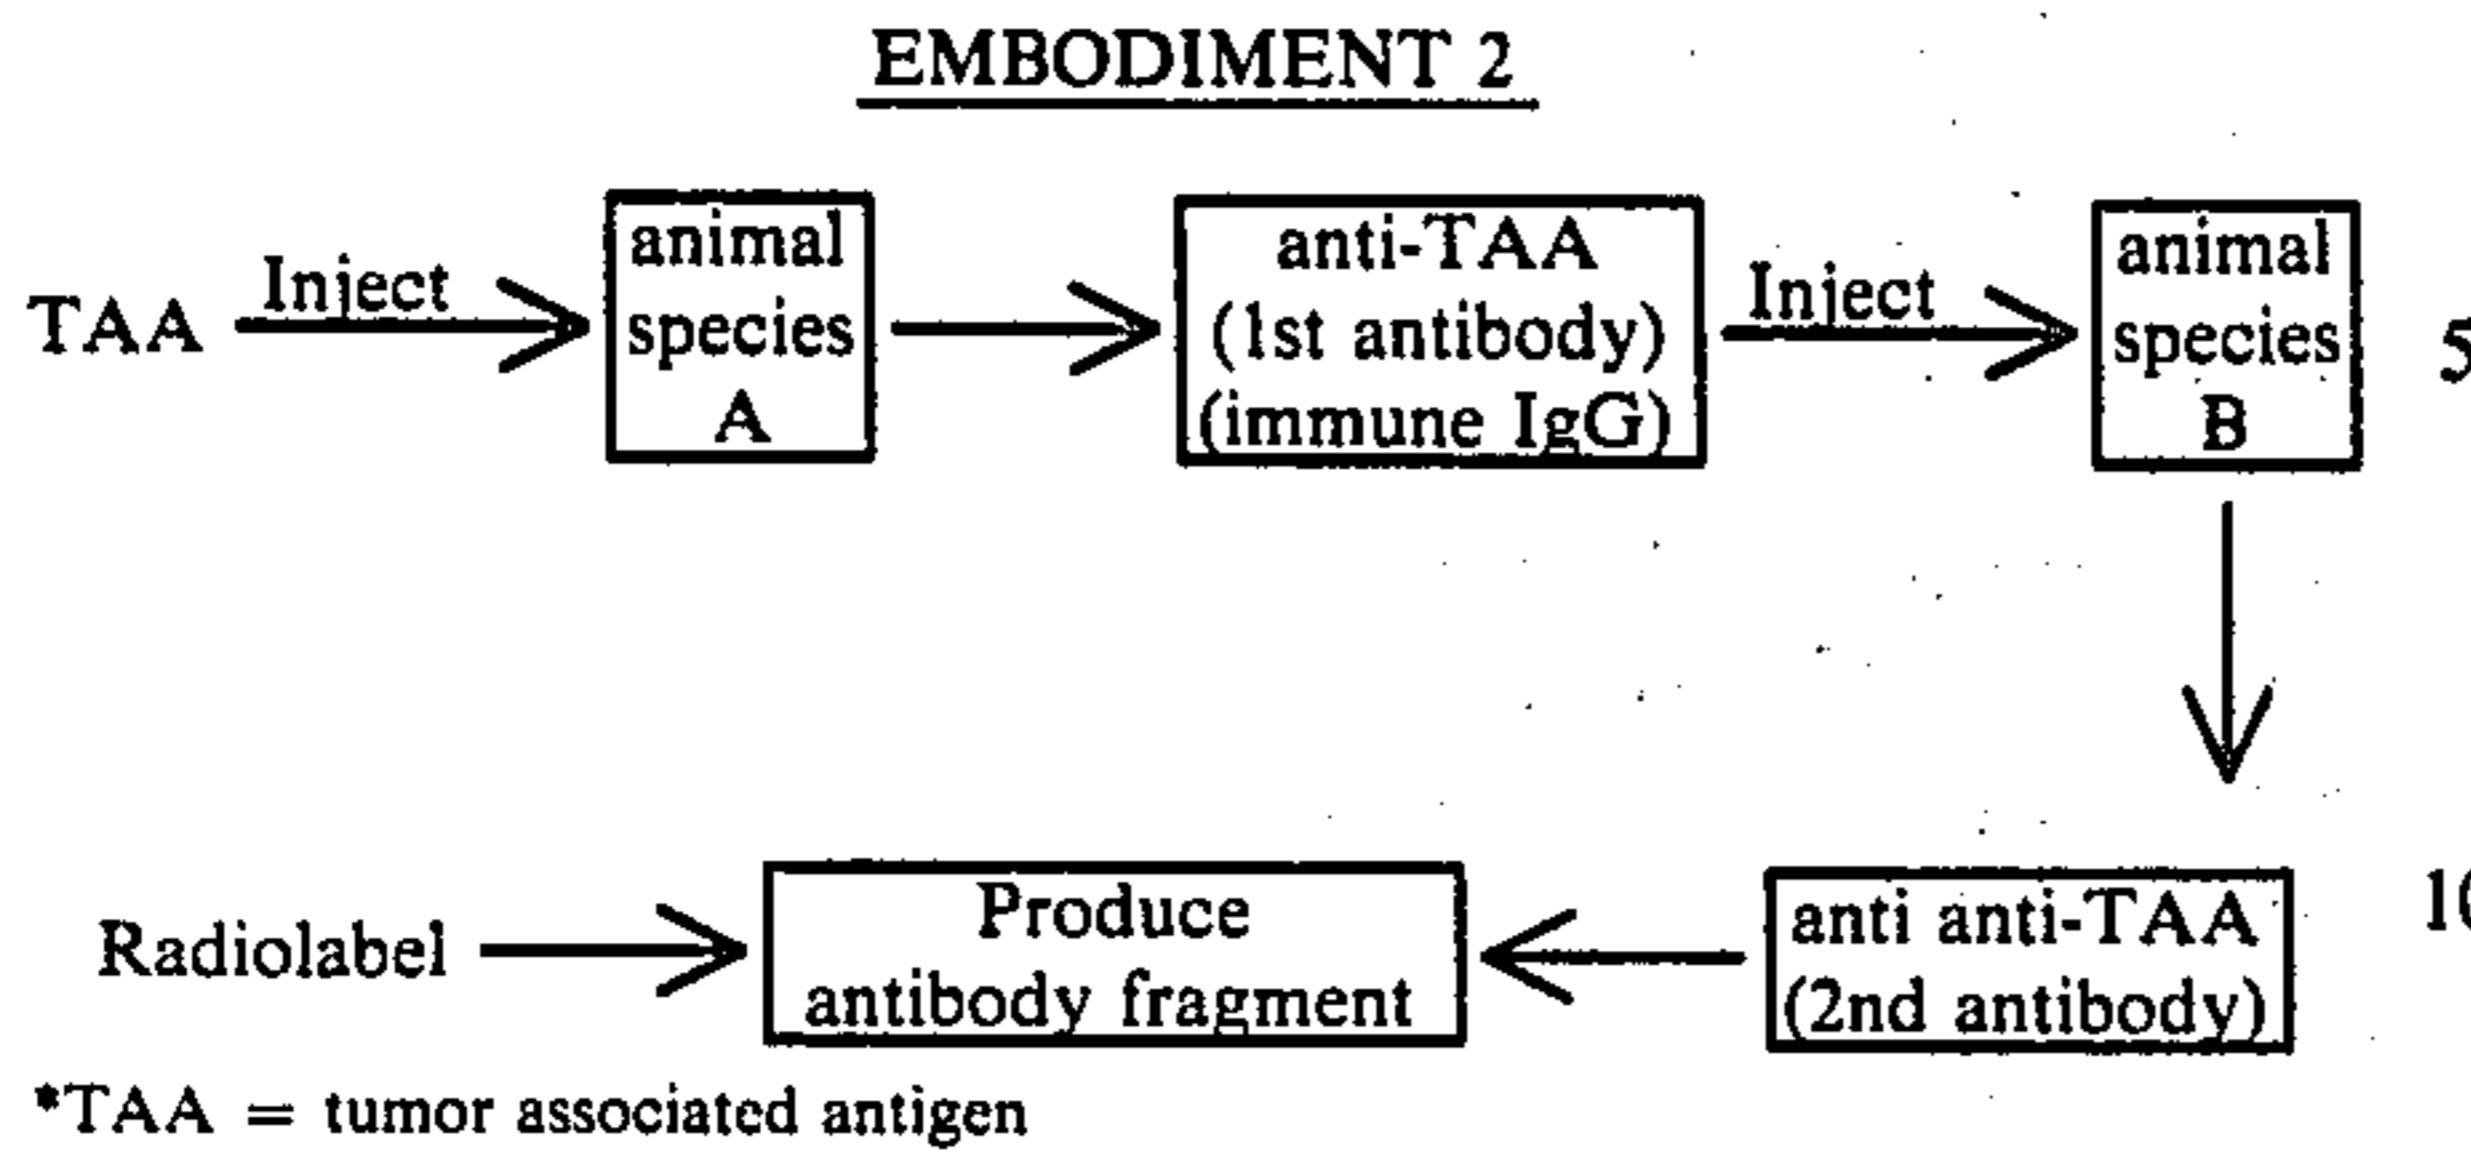 EMBODIMENT 2
TAA
Inject
animal
species
A
anti-TAA
(1st antibody)
(immune IgG)
Inject
animal
species
B
5
Radiolabel
Produce
antibody fragment
anti anti-TAA
(2nd antibody)
*TAA = tumor associated antigen